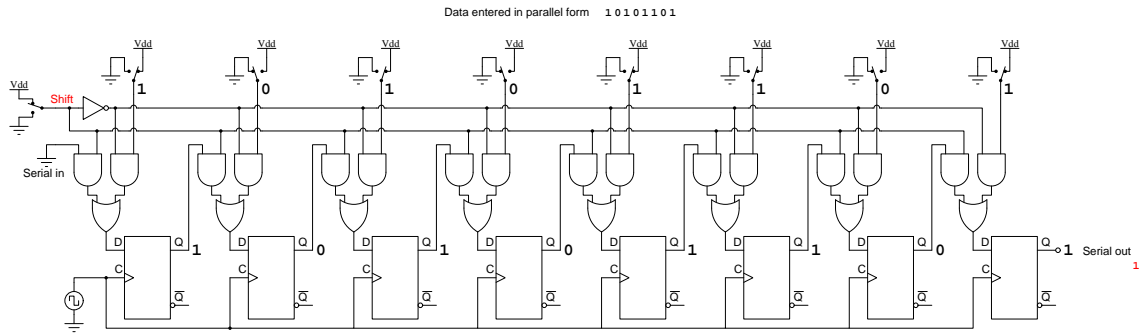 Data entered in parallel form 1 0 1 0 1 1 0 1
Vdd Vdd Vdd Vdd Vdd Vdd Vdd Vdd
Vdd
1 0 1 0 1 1 0 1
Shift
Serial in
D Q D Q D Q D Q D Q D Q D Q D Q
1 0 1 0 1 1 0 1 Serial out
1
C C C C C C C C
Q Q Q Q Q Q Q Q